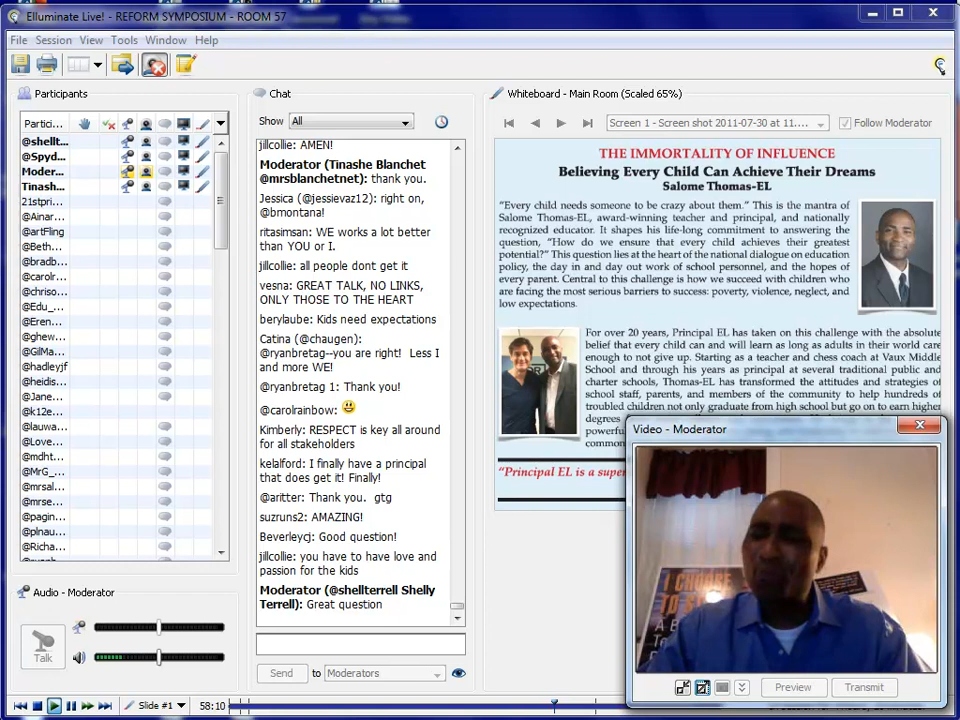 Elluminate Live! - REFORM SYMPOSIUM - ROOM 57
File Session View Tools Window Help
Participants
Partici...
@shellt...
@Spyd...
Moder...
Tinash...
21stpri...
@Ainar...
@artFling
@Beth...
@bradb...
@carolr...
@chriso...
@Edu_...
@Eren...
@ghew...
@GilMa...
@hadleyjf
@heidis...
@Jane...
@k12e...
@lauwa...
@Love...
@mdht...
@MrG_...
@mrsal...
@mrse...
@pagin...
@plnau...
@Richa...
Audio - Moderator
Talk
Chat
Show All
jillcollie: AMEN!
Moderator (Tinashe Blanchet
@mrsblanchetnet): thank you.
Jessica (@jessievaz12): right on,
@bmontana!
ritasimsan: WE works a lot better
than YOU or I.
jillcollie: all people dont get it
vesna: GREAT TALK, NO LINKS,
ONLY THOSE TO THE HEART
berylaube: Kids need expectations
Catina (@chaugen):
@ryanbretag--you are right! Less I
and more WE!
@ryanbretag 1: Thank you!
@carolrainbow:
Kimberly: RESPECT is key all around
for all stakeholders
kelalford: I finally have a principal
that does get it! Finally!
@aritter: Thank you. gtg
suzruns2: AMAZING!
Beverleycj: Good question!
jillcollie: you have to have love and
passion for the kids
Moderator (@shellterrell Shelly
Terrell): Great question
Send to Moderators
Whiteboard - Main Room (Scaled 65%)
Screen 1 - Screen shot 2011-07-30 at 11.... Follow Moderator
THE IMMORTALITY OF INFLUENCE
Believing Every Child Can Achieve Their Dreams
Salome Thomas-EL
“Every child needs someone to be crazy about them.” This is the mantra of
Salome Thomas-EL, award-winning teacher and principal, and nationally
recognized educator. It shapes his life-long commitment to answering the
question, “How do we ensure that every child achieves their greatest
potential?” This question lies at the heart of the national dialogue on education
policy, the day in and day out work of school personnel, and the hopes of
every parent. Central to this challenge is how we succeed with children who
are facing the most serious barriers to success: poverty, violence, neglect, and
low expectations.
For over 20 years, Principal EL has taken on this challenge with the absolute
belief that every child can and will learn as long as adults in their world care
enough to not give up. Starting as a teacher and chess coach at Vaux Middle
School and through his years as principal at several traditional public and
charter schools, Thomas-EL has transformed the attitudes and strategies of
school staff, parents, and members of the community to help hundreds of
troubled children not only graduate from high school but go on to earn higher
degrees
powerfu
common
“Principal EL is a super
Video - Moderator
I CHOOSE
TO S
A B
Preview Transmit
Slide #1 58:10